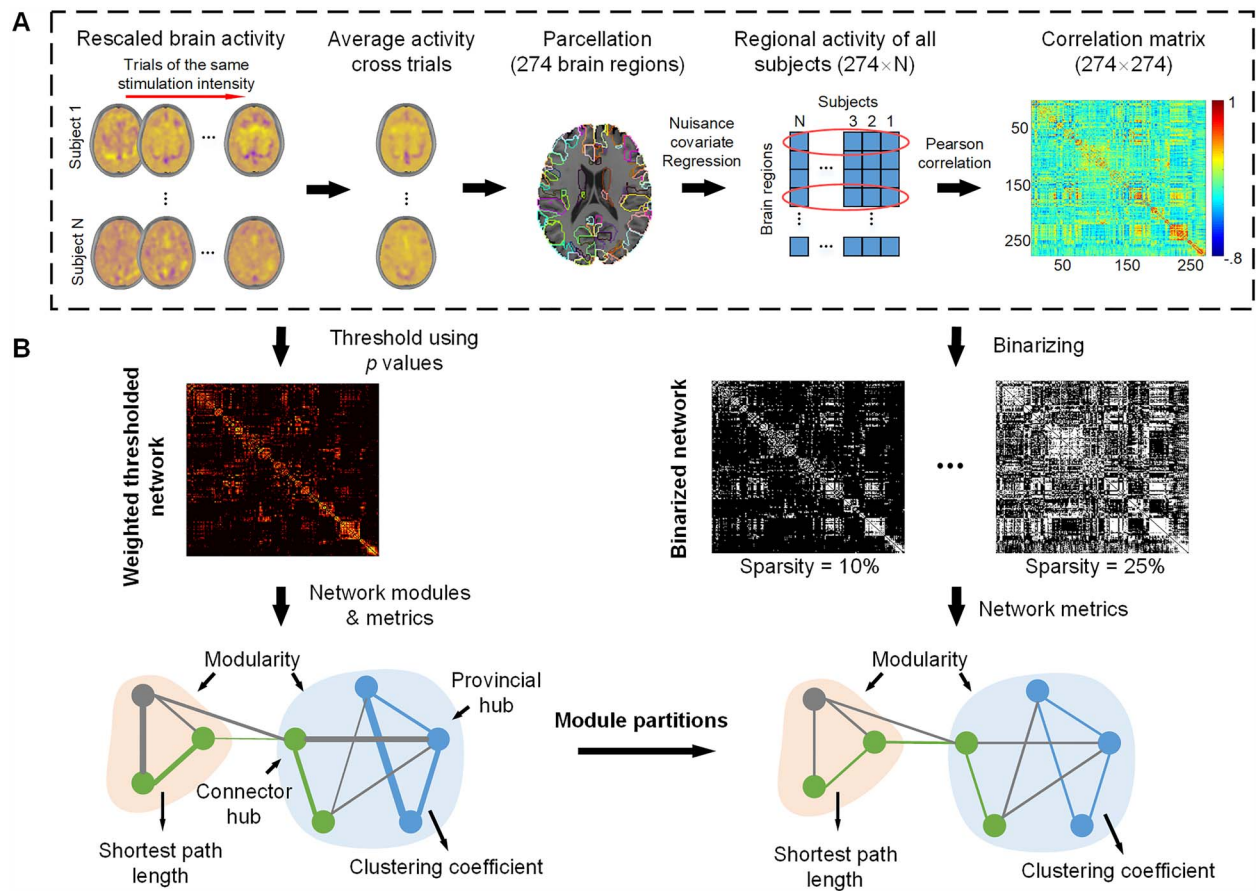 A
Rescaled brain activity
Trials of the same
stimulation intensity
Subject 1
...
Subject N
...
Average activity
cross trials
Parcellation
(274 brain regions)
Nuisance
covariate
Regression
Regional activity of all
subjects (274×N)
Subjects
N 3 2 1
Brain regions
...
...
Pearson
correlation
Correlation matrix
(274×274)
50
150
250
50 150 250
1
-.8
B
Threshold using
p values
Weighted thresholded
network
Network modules
& metrics
Modularity
Provincial
hub
Connector
hub
Shortest path
length
Clustering coefficient
Module partitions
Binarizing
Binarized network
...
Sparsity = 10%
Sparsity = 25%
Network metrics
Modularity
Shortest path
length
Clustering coefficient